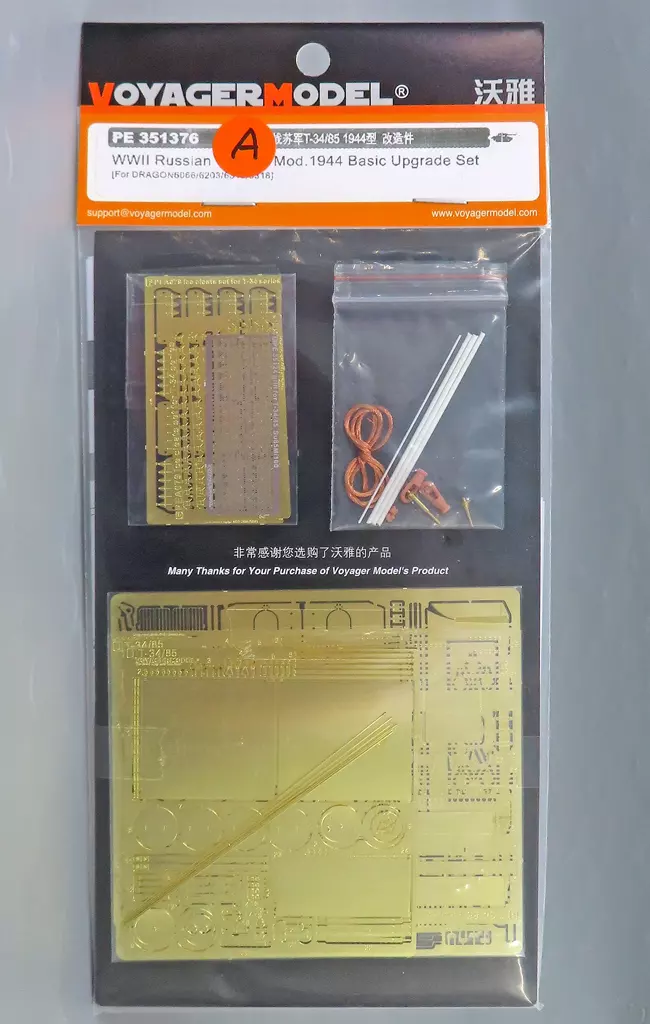 VOYAGERMODEL®
沃雅
PE 351376
苏军T-34/85 1944型 改造件
A
WWII Russian Mod.1944 Basic Upgrade Set
[For DRAGON6066/6203/
support@voyagermodel.com
www.voyagermodel.com
非常感谢您选购了沃雅的产品
Many Thanks for Your Purchase of Voyager Model's Product
34/85
T-34/85